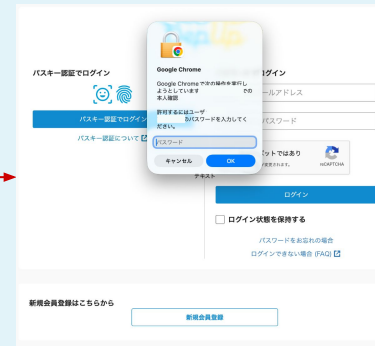 パスキー認証でログイン
パスキー認証でログイン
パスキー認証について
Google Chrome
Google Chromeで次の操作を実行し
ようとしています での
本人確認
許可するにはユーザ
のパスワードを入力してく
ださい。
パスワード
キャンセル
OK
グイン
ールアドレス
パスワード
ットではあり
reCAPTCHA
テキスト
ログイン
ログイン状態を保持する
パスワードをお忘れの場合
ログインできない場合 (FAQ)
新規会員登録はこちらから
新規会員登録